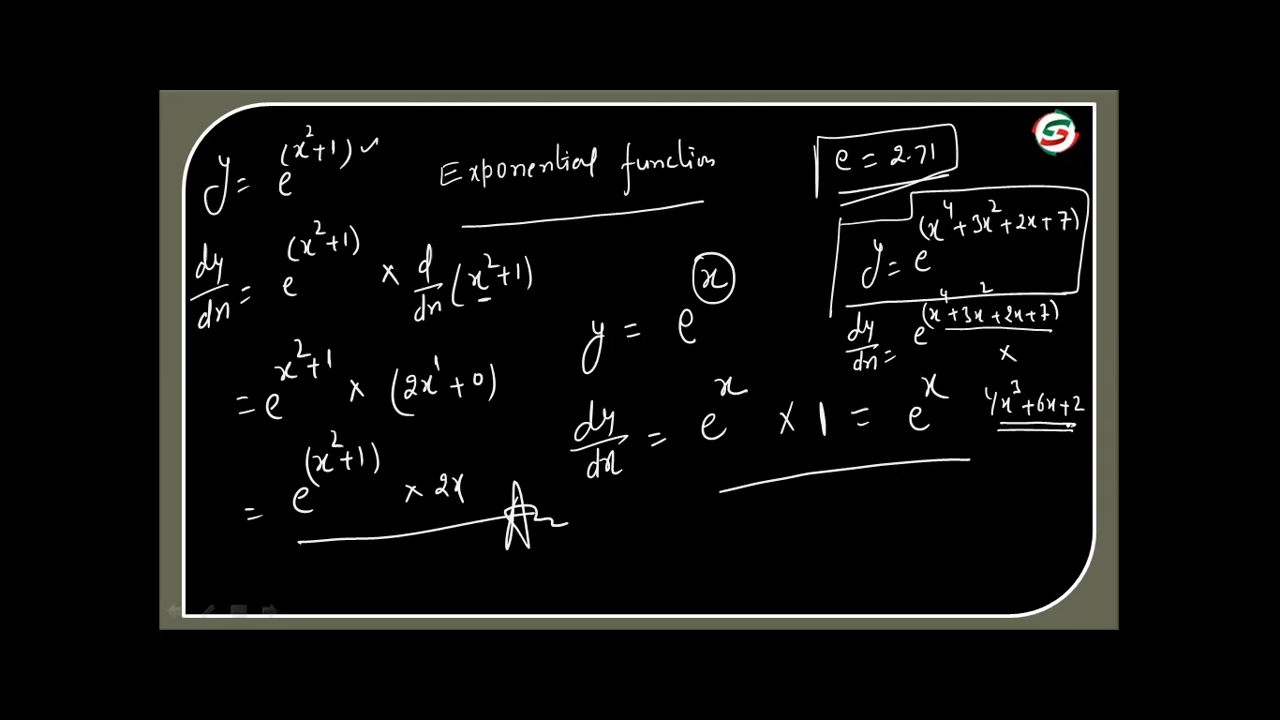 y = e^(x²+1) ✓
Exponential function
e = 2.71
dy/dx = e^(x²+1) × d/dx (x²+1)
= e^(x²+1) × (2x¹ + 0)
= e^(x²+1) × 2x
y = e^x
dy/dx = e^x × 1 = e^x
y = e^(x⁴+3x²+2x+7)
dy/dx = e^(x⁴+3x²+2x+7)
×
4x³+6x+2